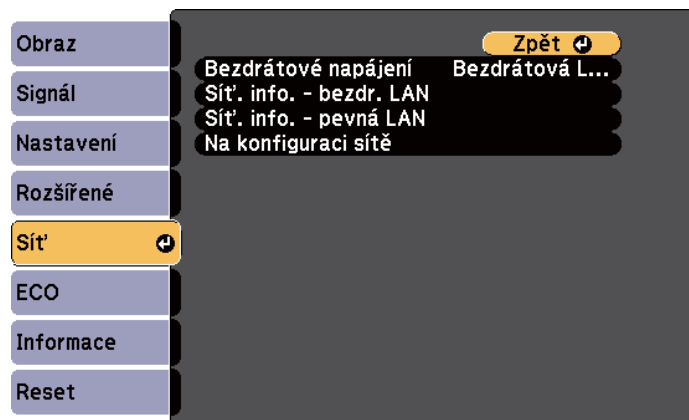 Obraz
Signál
Nastavení
Rozšířené
Síť
ECO
Informace
Reset
Zpět
Bezdrátové napájení Bezdrátová L...
Síť. info. - bezdr. LAN
Síť. info. - pevná LAN
Na konfiguraci sítě